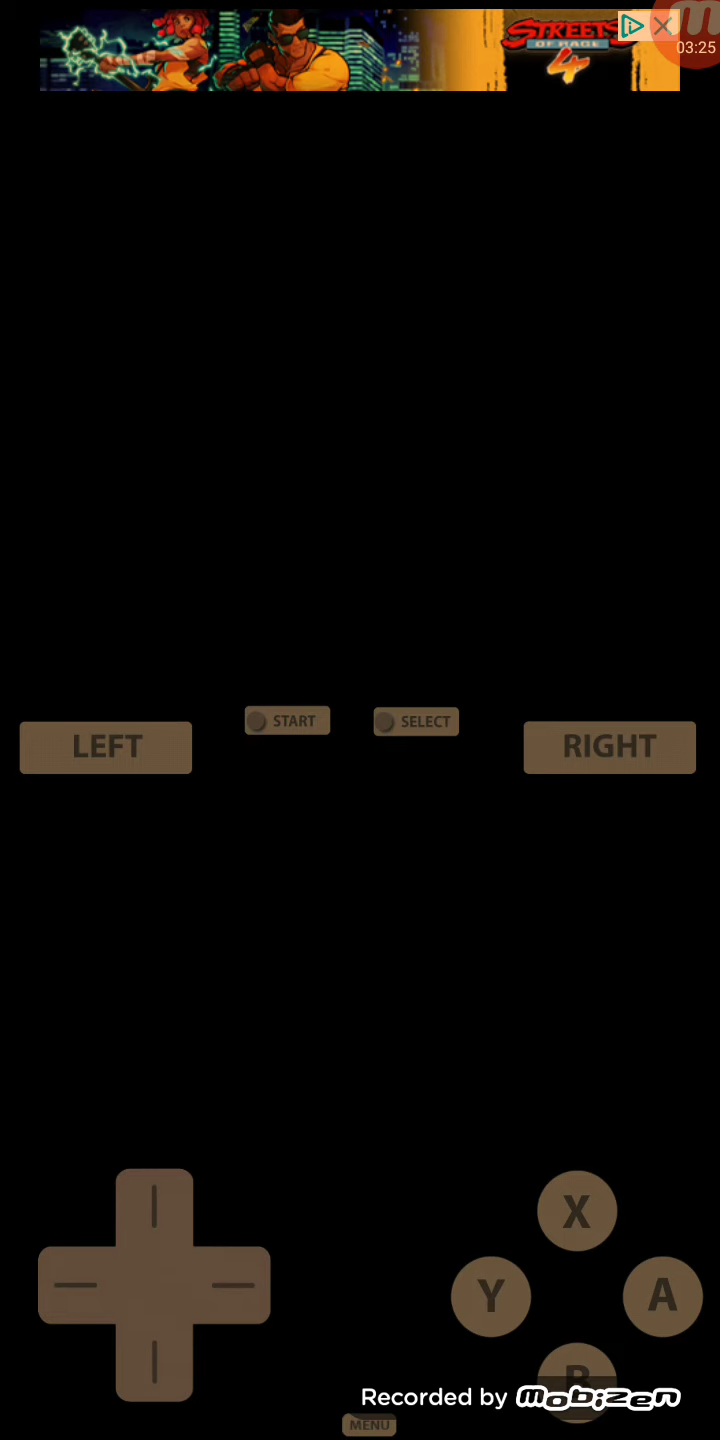 STREETS
OF RAGE
4
03:25
START
SELECT
LEFT
RIGHT
X
Y
A
B
Recorded by mobizen
MENU